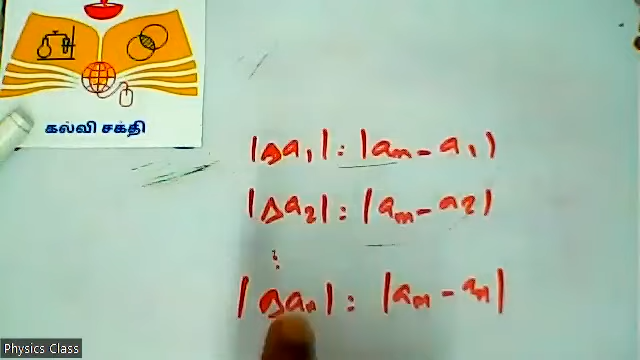 கல்வி சக்தி
|Δa₁| = |aₘ - a₁|
|Δa₂| = |aₘ - a₂|
⋮
|Δaₙ| = |aₘ - aₙ|
Physics Class